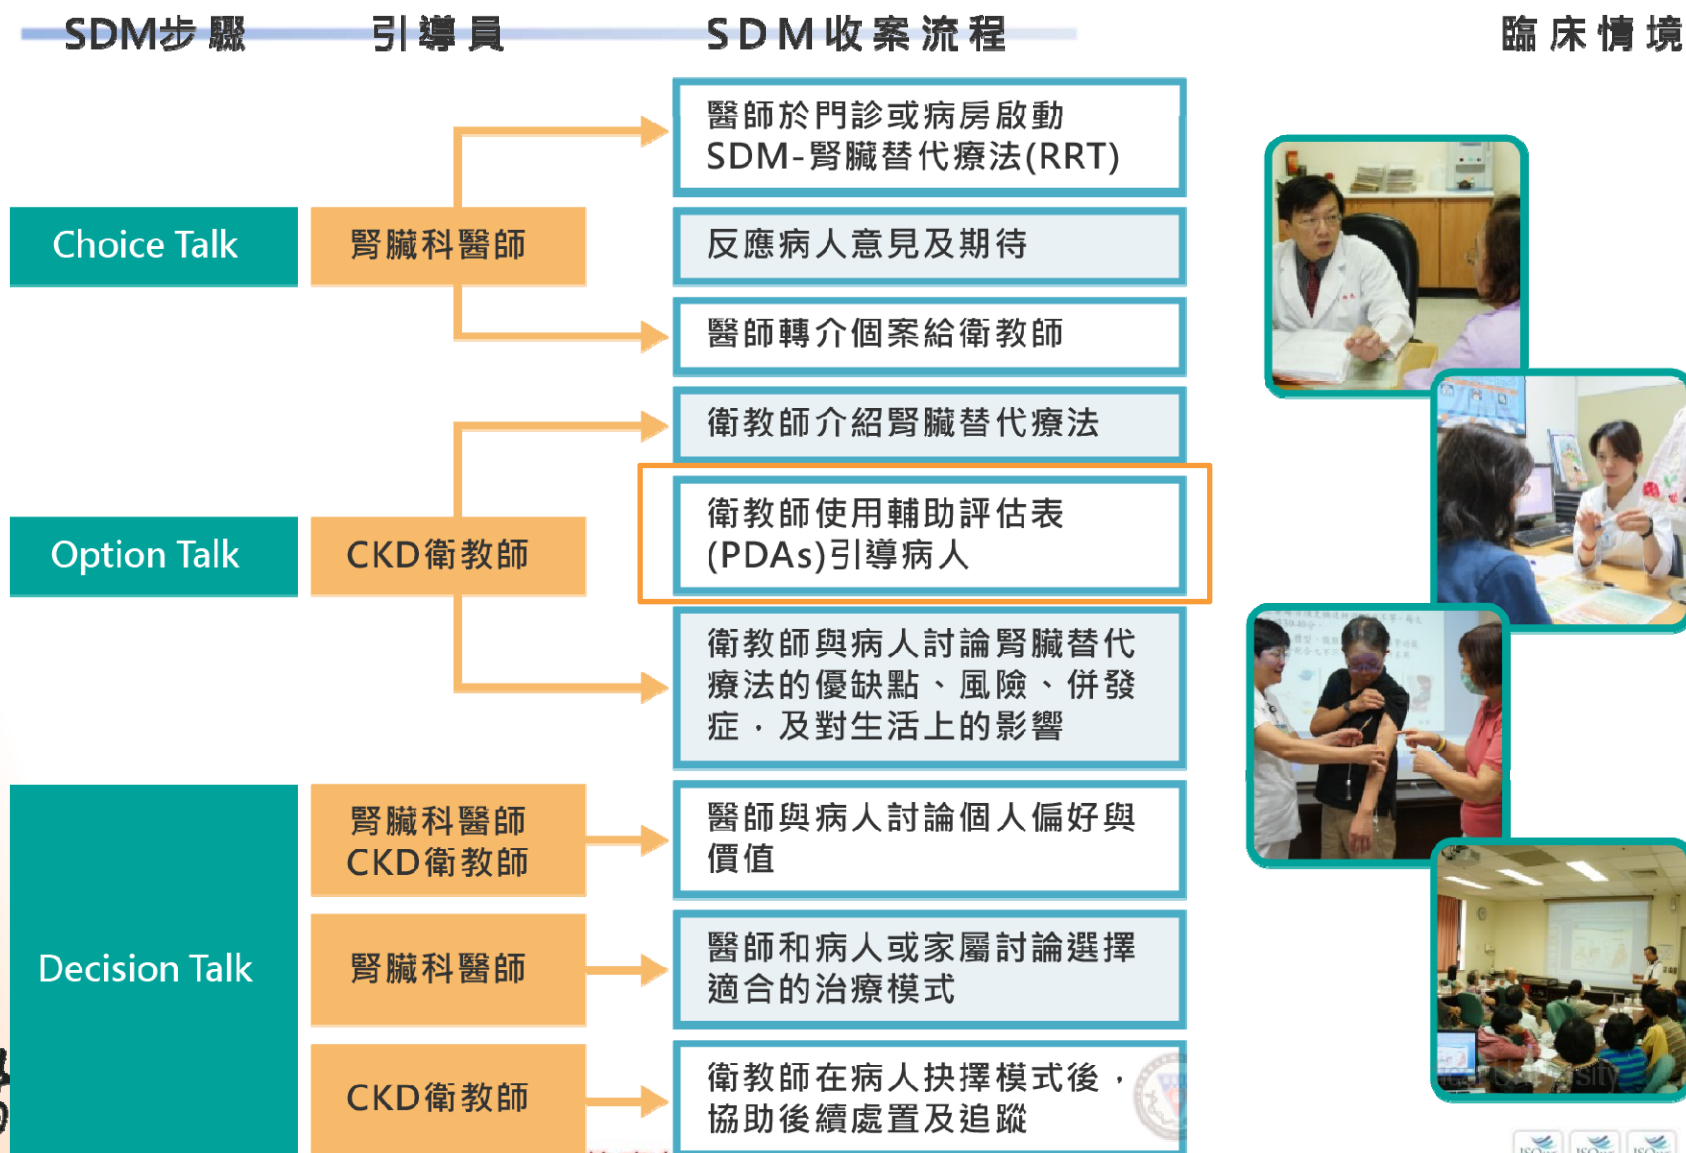 SDM步驟
引導員
SDM收案流程
臨床情境
Choice Talk
腎臟科醫師
醫師於門診或病房啟動
SDM-腎臟替代療法(RRT)
反應病人意見及期待
醫師轉介個案給衛教師
Option Talk
CKD衛教師
衛教師介紹腎臟替代療法
衛教師使用輔助評估表
(PDAs)引導病人
衛教師與病人討論腎臟替代
療法的優缺點、風險、併發
症，及對生活上的影響
Decision Talk
腎臟科醫師
CKD衛教師
醫師與病人討論個人偏好與
價值
腎臟科醫師
醫師和病人或家屬討論選擇
適合的治療模式
CKD衛教師
衛教師在病人抉擇模式後，
協助後續處置及追蹤